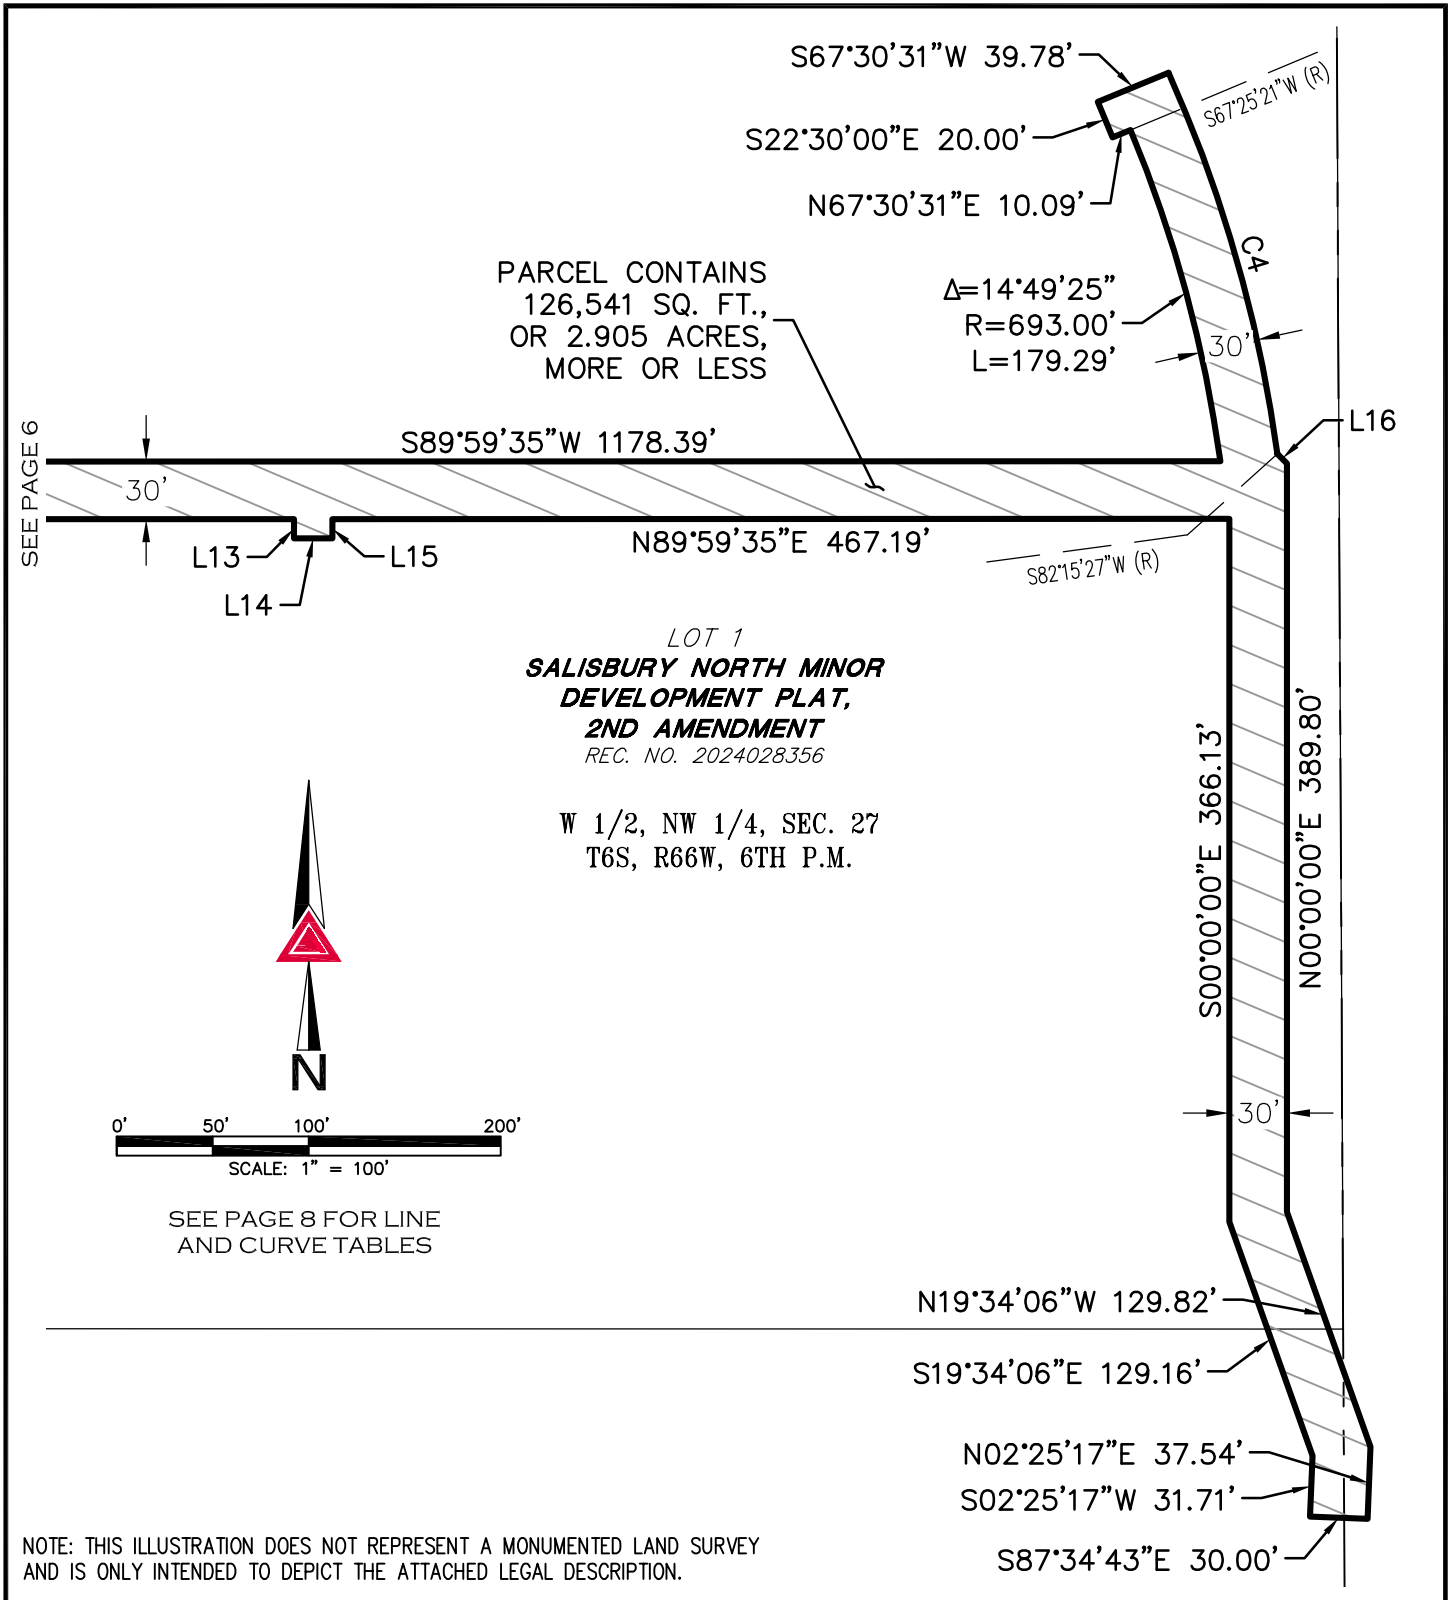 S67°30'31"W 39.78'
S67°25'21"W (R)
S22°30'00"E 20.00'
N67°30'31"E 10.09'
C4
PARCEL CONTAINS
126,541 SQ. FT.,
OR 2.905 ACRES,
MORE OR LESS
Δ=14°49'25"
R=693.00'
L=179.29'
30'
L16
SEE PAGE 6
S89°59'35"W 1178.39'
30'
N89°59'35"E 467.19'
L13
L15
L14
S82°15'27"W (R)
LOT 1
SALISBURY NORTH MINOR
DEVELOPMENT PLAT,
2ND AMENDMENT
REC. NO. 2024028356
W 1/2, NW 1/4, SEC. 27
T6S, R66W, 6TH P.M.
S00°00'00"E 366.13'
N00°00'00"E 389.80'
N
30'
0' 50' 100' 200'
SCALE: 1" = 100'
SEE PAGE 8 FOR LINE
AND CURVE TABLES
N19°34'06"W 129.82'
S19°34'06"E 129.16'
N02°25'17"E 37.54'
S02°25'17"W 31.71'
S87°34'43"E 30.00'
NOTE: THIS ILLUSTRATION DOES NOT REPRESENT A MONUMENTED LAND SURVEY
AND IS ONLY INTENDED TO DEPICT THE ATTACHED LEGAL DESCRIPTION.